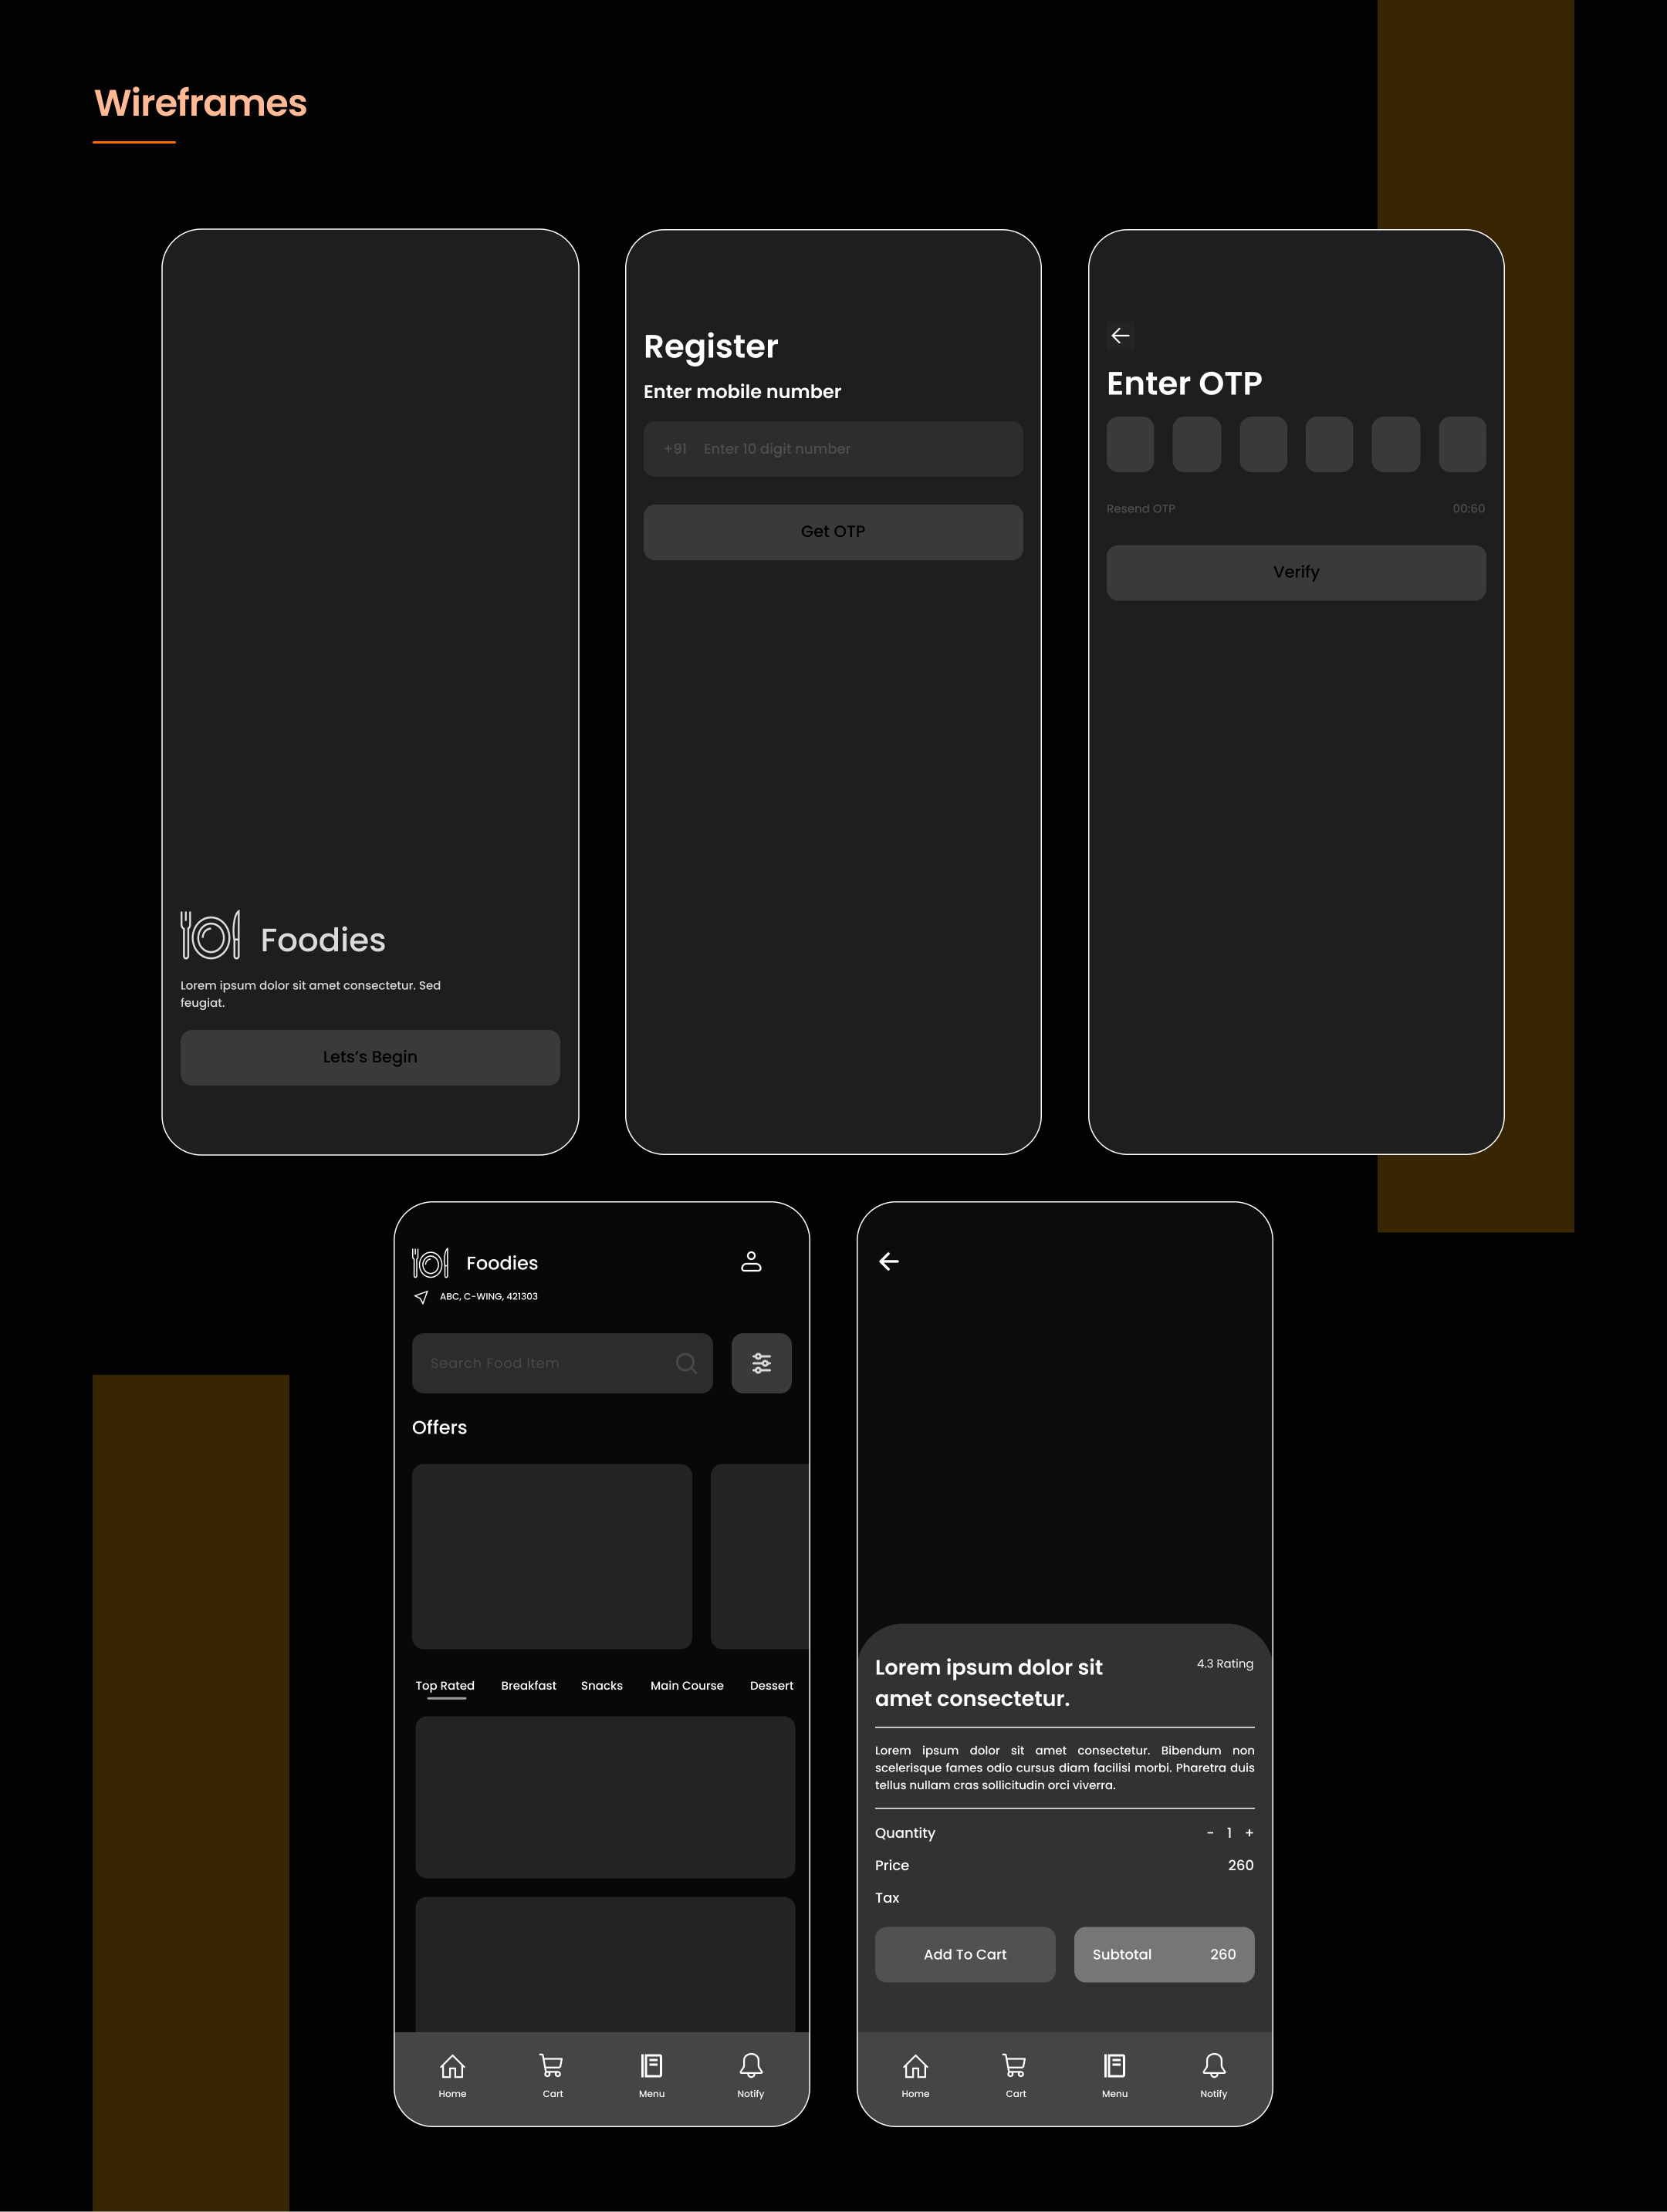 Wireframes
Foodies
Lorem ipsum dolor sit amet consectetur. Sed
feugiat.
Lets’s Begin
Register
Enter mobile number
+91 Enter 10 digit number
Get OTP
Enter OTP
Resend OTP 00:60
Verify
Foodies
ABC, C-WING, 421303
Search Food Item
Offers
Top Rated Breakfast Snacks Main Course Dessert
Home Cart Menu Notify
Lorem ipsum dolor sit 4.3 Rating
amet consectetur.
Lorem ipsum dolor sit amet consectetur. Bibendum non
scelerisque fames odio cursus diam facilisi morbi. Pharetra duis
tellus nullam cras sollicitudin orci viverra.
Quantity - 1 +
Price 260
Tax
Add To Cart Subtotal 260
Home Cart Menu Notify